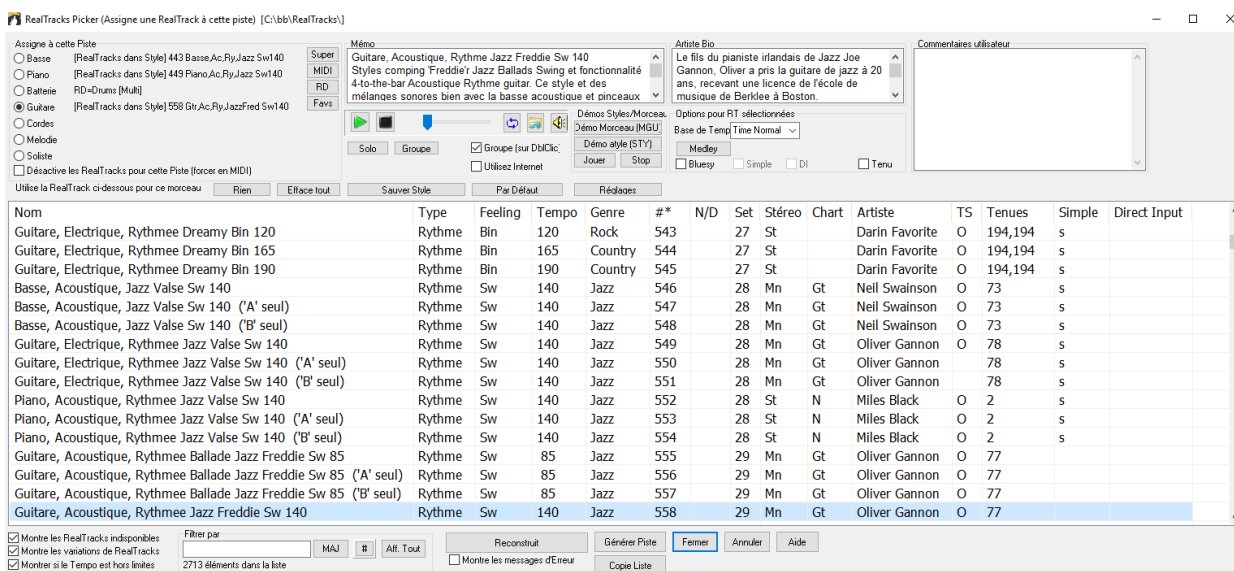 RealTracks Picker (Assigne une RealTrack à cette piste) [C:\bb\RealTracks\]
Assigne à cette Piste
Basse [RealTracks dans Style] 443 Basse,Ac,Ry,Jazz Sw140
Piano [RealTracks dans Style] 449 Piano,Ac,Ry,Jazz Sw140
Batterie RD=Drums [Multi]
Guitare [RealTracks dans Style] 558 Gtr,Ac,Ry,JazzFred Sw140
Cordes
Melodie
Soliste
Désactive les RealTracks pour cette Piste (forcer en MIDI)
Super
MIDI
RD
Favs
Mémo
Guitare, Acoustique, Rythme Jazz Freddie Sw 140
Styles comping 'Freddie'r Jazz Ballads Swing et fonctionnalité
4-to-the-bar Acoustique Rythme guitar. Ce style et des
mélanges sonores bien avec la basse acoustique et pinceaux
Artiste Bio
Le fils du pianiste irlandais de Jazz Joe
Gannon, Oliver a pris la guitare de jazz à 20
ans, recevant une licence de l'école de
musique de Berklee à Boston.
Commentaires utilisateur
Solo Groupe
Groupe (sur DblClic)
Utilisez Internet
Démos Styles/Morceau
Démo Morceau (MGU)
Démo atyle (STY)
Jouer Stop
Options pour RT sélectionnées
Base de Temp Time Normal
Medley
Bluesy Simple DI Tenu
Utilise la RealTrack ci-dessous pour ce morceau Rien Efface tout Sauver Style Par Défaut Réglages
Nom Type Feeling Tempo Genre #* N/D Set Stéreo Chart Artiste TS Tenues Simple Direct Input
Guitare, Electrique, Rythmee Dreamy Bin 120 Rythme Bin 120 Rock 543 27 St Darin Favorite O 194,194 s
Guitare, Electrique, Rythmee Dreamy Bin 165 Rythme Bin 165 Country 544 27 St Darin Favorite O 194,194 s
Guitare, Electrique, Rythmee Dreamy Bin 190 Rythme Bin 190 Country 545 27 St Darin Favorite O 194,194 s
Basse, Acoustique, Jazz Valse Sw 140 Rythme Sw 140 Jazz 546 28 Mn Gt Neil Swainson O 73 s
Basse, Acoustique, Jazz Valse Sw 140 ('A' seul) Rythme Sw 140 Jazz 547 28 Mn Gt Neil Swainson O 73 s
Basse, Acoustique, Jazz Valse Sw 140 ('B' seul) Rythme Sw 140 Jazz 548 28 Mn Gt Neil Swainson O 73 s
Guitare, Electrique, Rythmee Jazz Valse Sw 140 Rythme Sw 140 Jazz 549 28 Mn Gt Oliver Gannon O 78 s
Guitare, Electrique, Rythmee Jazz Valse Sw 140 ('A' seul) Rythme Sw 140 Jazz 550 28 Mn Gt Oliver Gannon 78 s
Guitare, Electrique, Rythmee Jazz Valse Sw 140 ('B' seul) Rythme Sw 140 Jazz 551 28 Mn Gt Oliver Gannon 78 s
Piano, Acoustique, Rythmee Jazz Valse Sw 140 Rythme Sw 140 Jazz 552 28 St N Miles Black O 2 s
Piano, Acoustique, Rythmee Jazz Valse Sw 140 ('A' seul) Rythme Sw 140 Jazz 553 28 St N Miles Black O 2 s
Piano, Acoustique, Rythmee Jazz Valse Sw 140 ('B' seul) Rythme Sw 140 Jazz 554 28 St N Miles Black O 2 s
Guitare, Acoustique, Rythmee Ballade Jazz Freddie Sw 85 Rythme Sw 85 Jazz 555 29 Mn Gt Oliver Gannon O 77
Guitare, Acoustique, Rythmee Ballade Jazz Freddie Sw 85 ('A' seul) Rythme Sw 85 Jazz 556 29 Mn Gt Oliver Gannon O 77
Guitare, Acoustique, Rythmee Ballade Jazz Freddie Sw 85 ('B' seul) Rythme Sw 85 Jazz 557 29 Mn Gt Oliver Gannon O 77
Guitare, Acoustique, Rythmee Jazz Freddie Sw 140 Rythme Sw 140 Jazz 558 29 Mn Gt Oliver Gannon O 77
Montre les RealTracks indisponibles
Montre les variations de RealTracks
Montrer si le Tempo est hors limites
Filtrer par
MAJ # Aff. Tout
2713 éléments dans la liste
Reconstruit
Montre les messages d'Erreur
Générer Piste Fermer Annuler Aide
Copie Liste